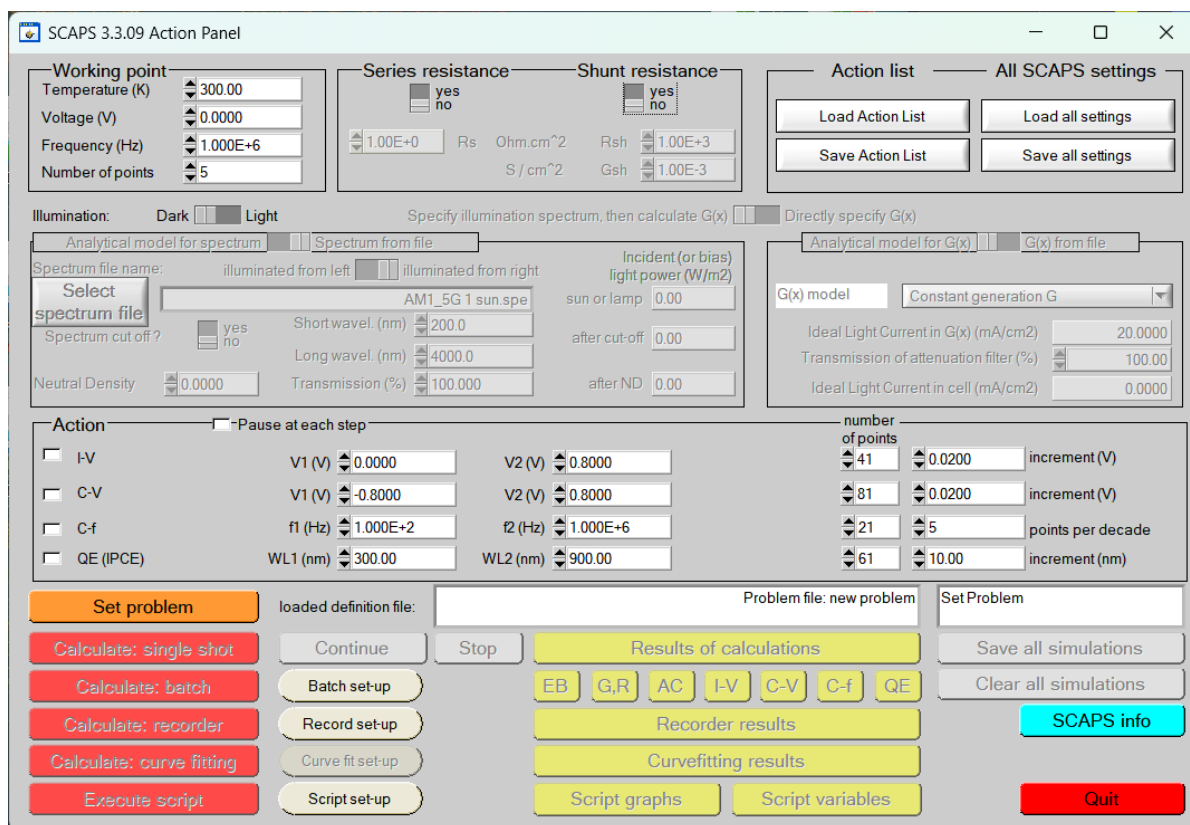 SCAPS 3.3.09 Action Panel
Working point
Temperature (K) 300.00
Voltage (V) 0.0000
Frequency (Hz) 1.000E+6
Number of points 5
Series resistance Shunt resistance
yes yes
no no
1.00E+0 Rs Ohm.cm^2 Rsh 1.00E+3
S / cm^2 Gsh 1.00E-3
Action list All SCAPS settings
Load Action List Load all settings
Save Action List Save all settings
Illumination: Dark Light Specify illumination spectrum, then calculate G(x) Directly specify G(x)
Analytical model for spectrum Spectrum from file
Spectrum file name: illuminated from left illuminated from right
Incident (or bias)
light power (W/m2)
Select
spectrum file
AM1_5G 1 sun.spe
sun or lamp 0.00
Spectrum cut off ? yes
no
Short wavel. (nm) 200.0
after cut-off 0.00
Long wavel. (nm) 4000.0
Neutral Density 0.0000 Transmission (%) 100.000 after ND 0.00
Analytical model for G(x) G(x) from file
G(x) model Constant generation G
Ideal Light Current in G(x) (mA/cm2) 20.0000
Transmission of attenuation filter (%) 100.00
Ideal Light Current in cell (mA/cm2) 0.0000
Action Pause at each step number
of points
I-V V1 (V) 0.0000 V2 (V) 0.8000 41 0.0200 increment (V)
C-V V1 (V) -0.8000 V2 (V) 0.8000 81 0.0200 increment (V)
C-f f1 (Hz) 1.000E+2 f2 (Hz) 1.000E+6 21 5 points per decade
QE (IPCE) WL1 (nm) 300.00 WL2 (nm) 900.00 61 10.00 increment (nm)
Set problem loaded definition file: Problem file: new problem Set Problem
Calculate: single shot Continue Stop Results of calculations Save all simulations
Calculate: batch Batch set-up EB G,R AC I-V C-V C-f QE Clear all simulations
Calculate: recorder Record set-up Recorder results SCAPS info
Calculate: curve fitting Curve fit set-up Curvefitting results
Execute script Script set-up Script graphs Script variables Quit